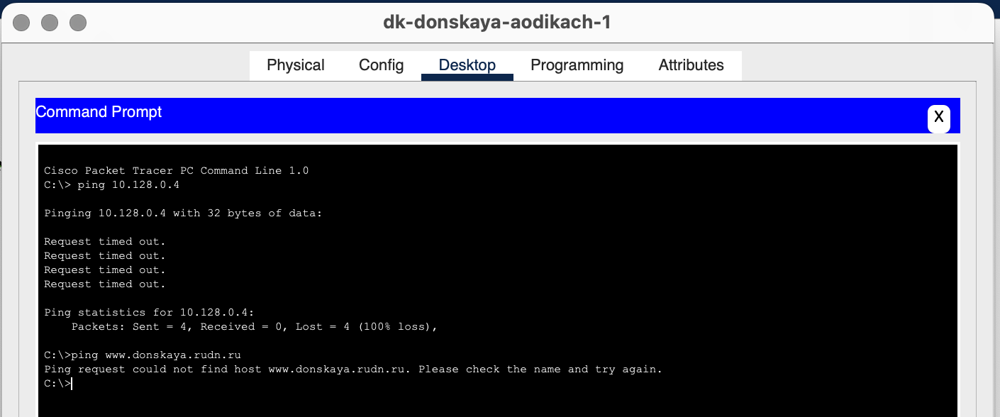 dk-donskaya-aodikach-1
Physical Config Desktop Programming Attributes
Command Prompt
X
Cisco Packet Tracer PC Command Line 1.0
C:\> ping 10.128.0.4
Pinging 10.128.0.4 with 32 bytes of data:
Request timed out.
Request timed out.
Request timed out.
Request timed out.
Ping statistics for 10.128.0.4:
    Packets: Sent = 4, Received = 0, Lost = 4 (100% loss),
C:\>ping www.donskaya.rudn.ru
Ping request could not find host www.donskaya.rudn.ru. Please check the name and try again.
C:\>